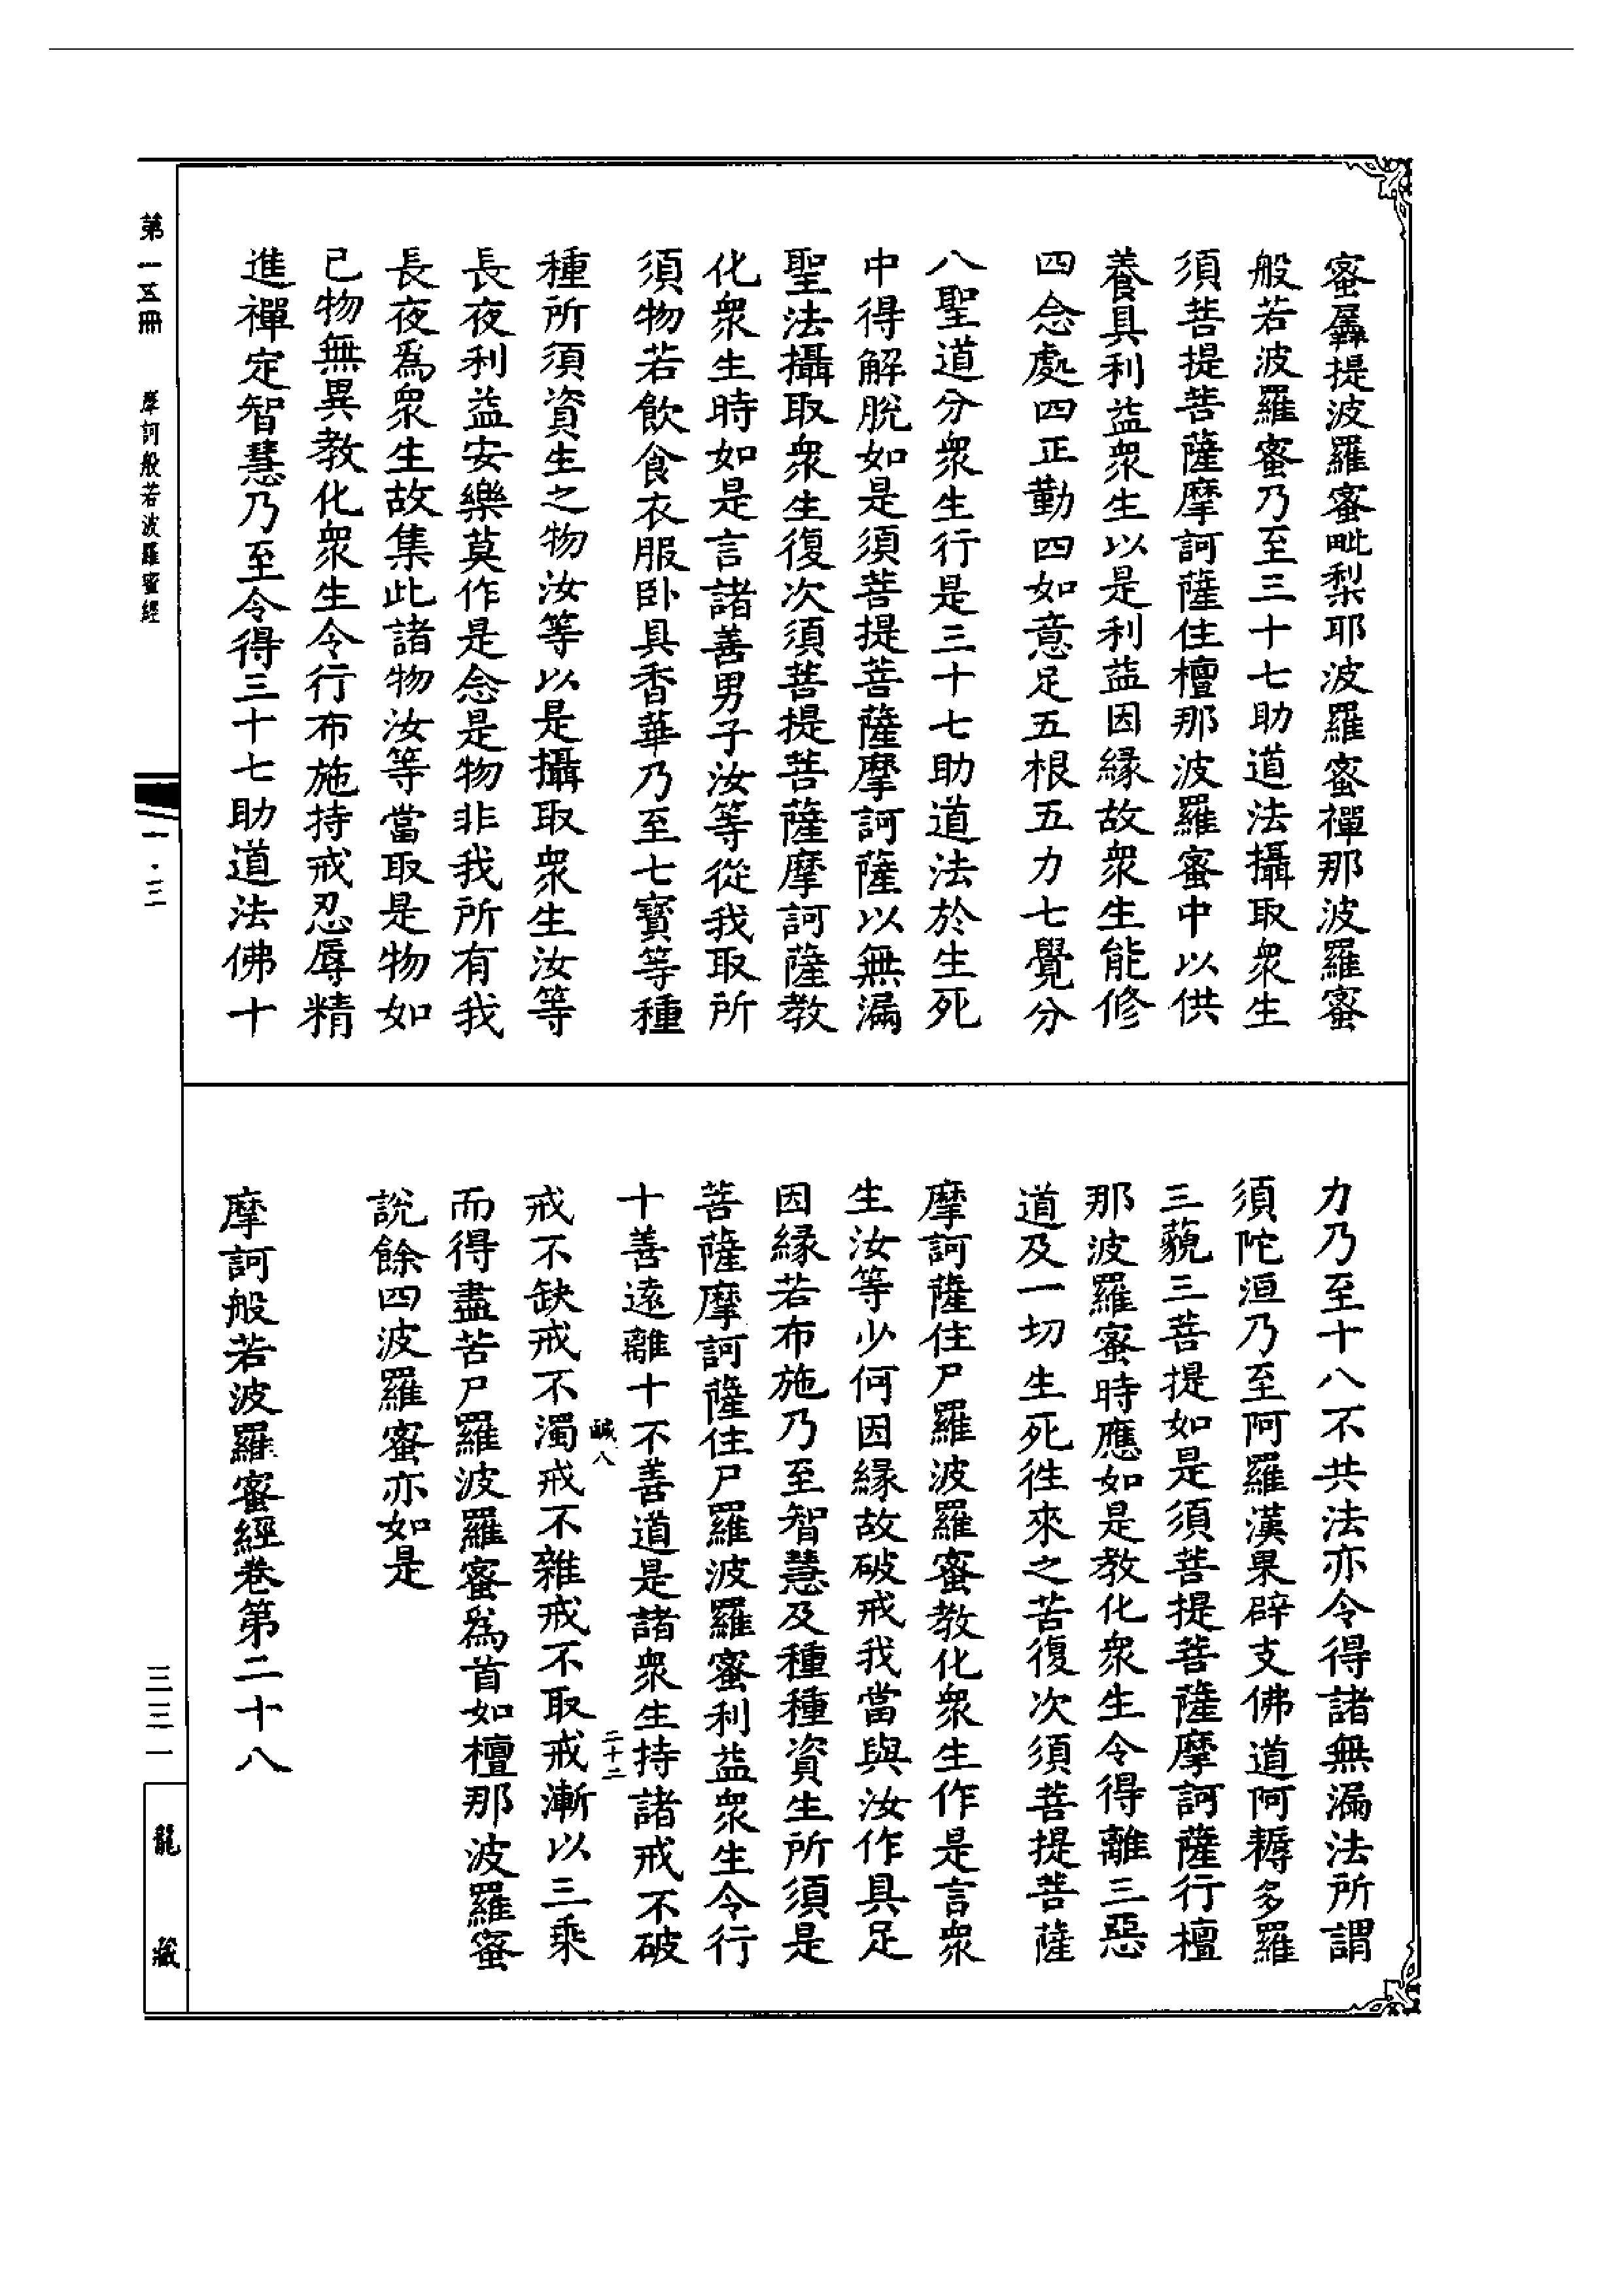 蜜羼提波羅蜜毗梨耶波羅蜜禪那波羅蜜
般若波羅蜜乃至三十七助道法攝取衆生
須菩提菩薩摩訶薩住檀那波羅蜜中以供
養具利益衆生以是利益因緣故衆生能修
四念處四正勤四如意足五根五力七覺分
八聖道分衆生行是三十七助道法於生死
中得解脫如是須菩提菩薩摩訶薩以無漏
聖法攝取衆生復次須菩提菩薩摩訶薩教
化衆生時如是言諸善男子汝等從我取所
須物若飲食衣服卧具香華乃至七寳等種
種所須資生之物汝等以是攝取衆生汝等
長夜利益安樂莫作是念是物非我所有我
長夜爲衆生故集此諸物汝等當取是物如
己物無異教化衆生令行布施持戒忍辱精
進禪定智慧乃至令得三十七助道法佛十
力乃至十八不共法亦令得諸無漏法所謂
須陀洹乃至阿羅漢果辟支佛道阿耨多羅
三藐三菩提如是須菩提菩薩摩訶薩行檀
那波羅蜜時應如是教化衆生令得離三惡
道及一切生死徃來之苦復次須菩提菩薩
摩訶薩住尸羅波羅蜜教化衆生作是言衆
生汝等少何因緣故破戒我當與汝作具足
因緣若布施乃至智慧及種種資生所須是
菩薩摩訶薩住尸羅波羅蜜利益衆生令行
十善遠離十不善道是諸衆生持諸戒不破
鹹八
二十二
戒不缺戒不濁戒不雜戒不取戒漸以三乘
而得盡苦尸羅波羅蜜爲首如檀那波羅蜜
說餘四波羅蜜亦如是
摩訶般若波羅蜜經卷第二十八
第一五冊
摩訶般若波羅蜜經
一·三
三三一
龍藏